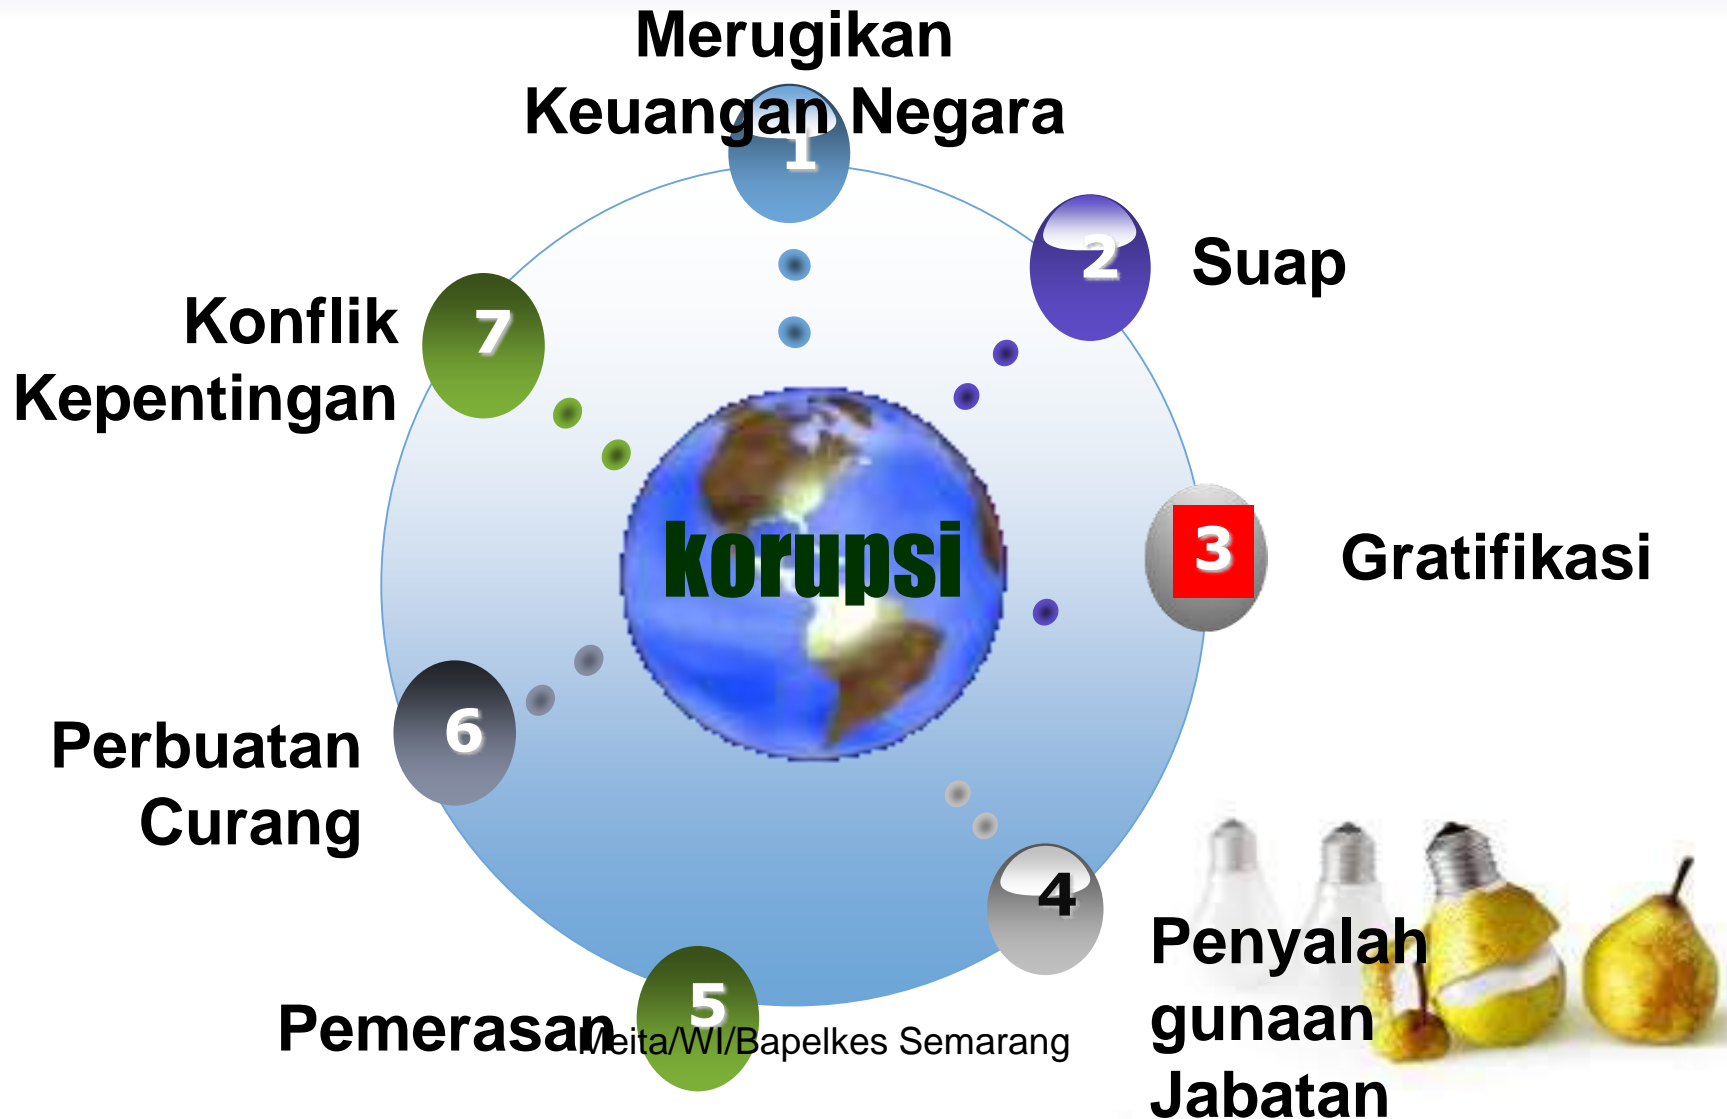 Merugikan
Keuangan Negara
1
2
Suap
Konflik
Kepentingan
7
korupsi
3
Gratifikasi
6
Perbuatan
Curang
4
Penyalah
gunaan
Jabatan
5
Pemerasan
Meita/WI/Bapelkes Semarang